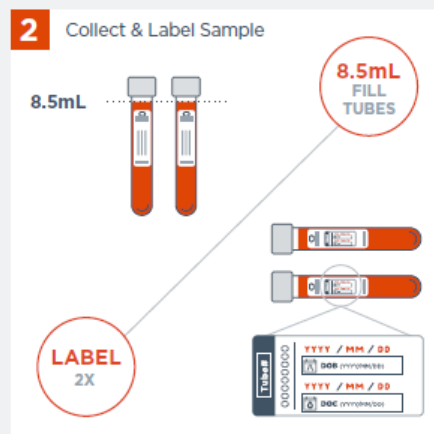 2 Collect & Label Sample
8.5mL
8.5mL
FILL
TUBES
LABEL
2X
Tube#
YYYY / MM / DD
DOB (YYYY/MM/DD)
YYYY / MM / DD
DOC (YYYY/MM/DD)